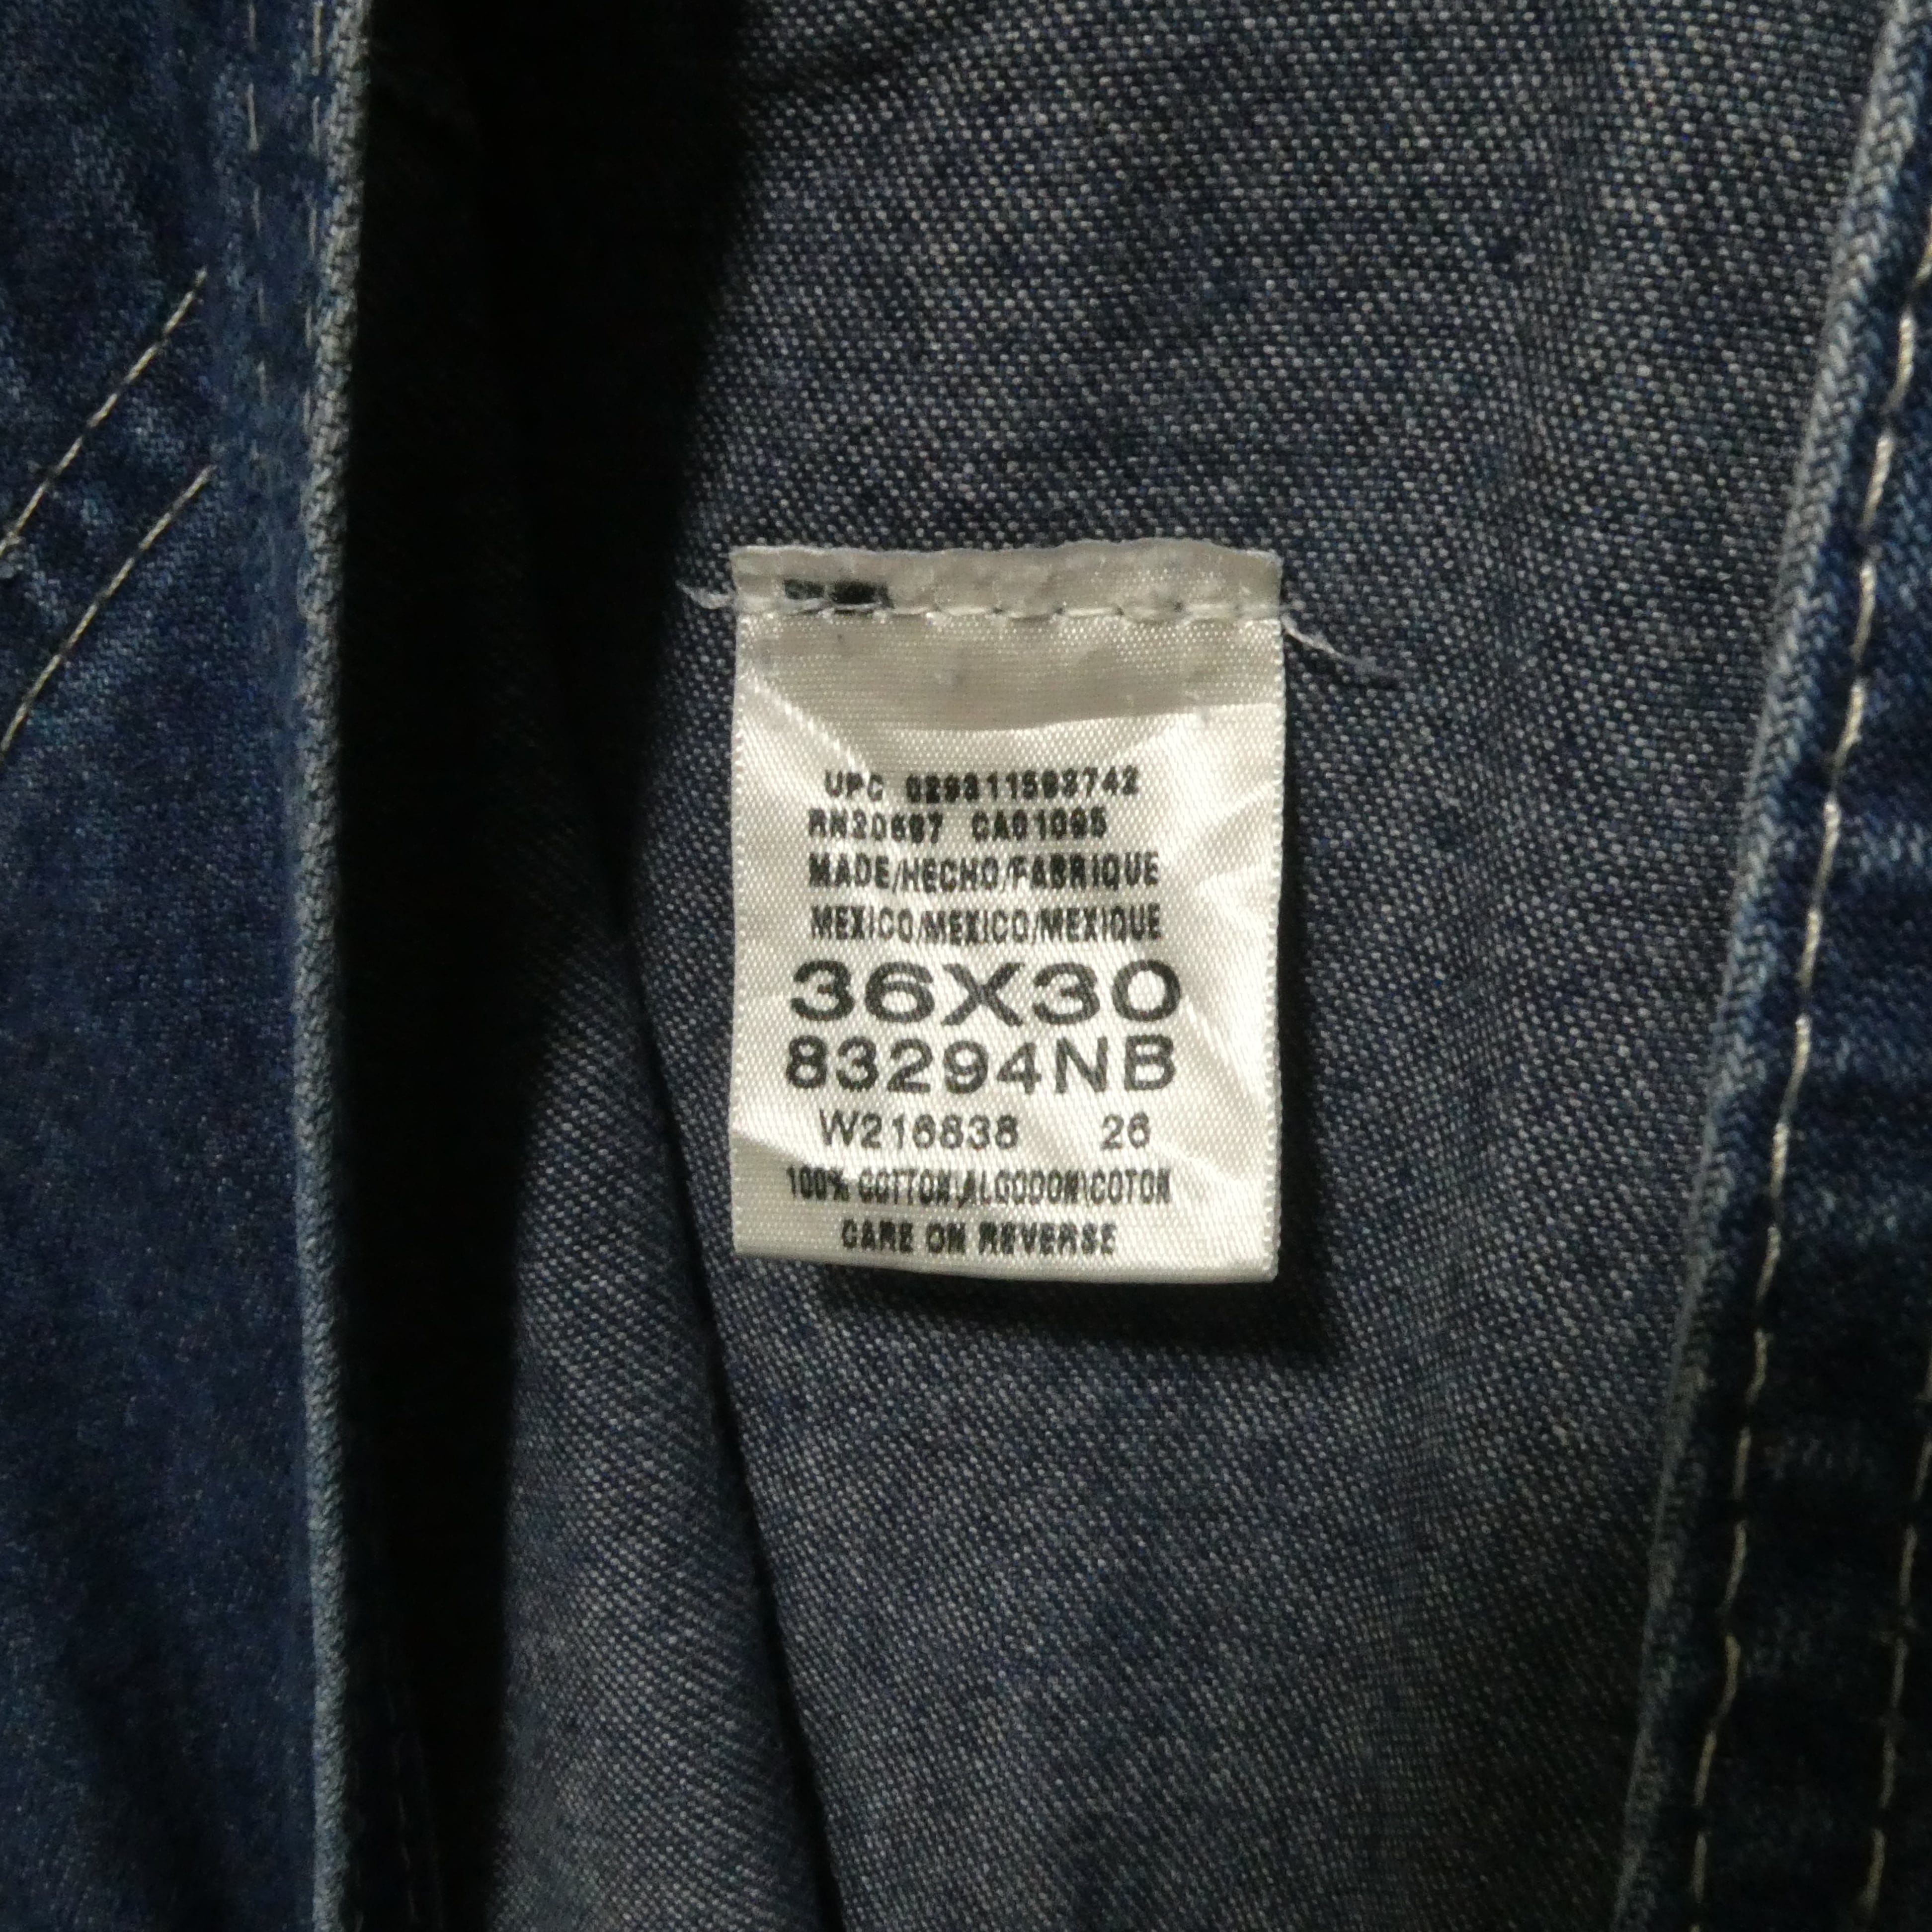 UPC 029311593742
RN20697 CA01095
MADE/HECHO/FABRIQUE
MEXICO/MEXICO/MEXIQUE
36X30
83294NB
W216838 26
100% COTTON\ALGODON\COTON
CARE ON REVERSE